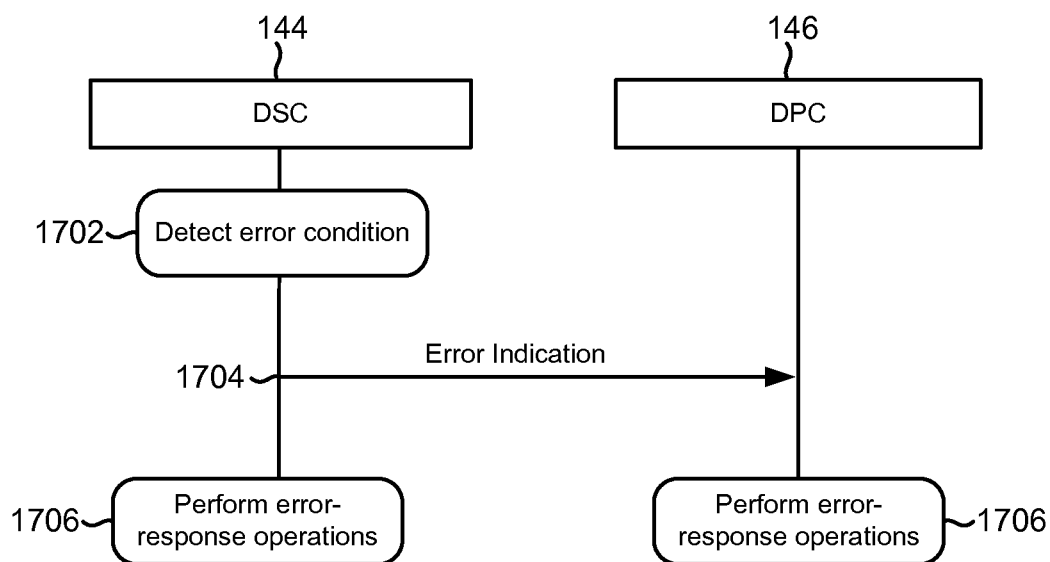 144
146
DSC
DPC
1702
Detect error condition
Error Indication
1704
Perform error-
response operations
1706
Perform error-
response operations
1706